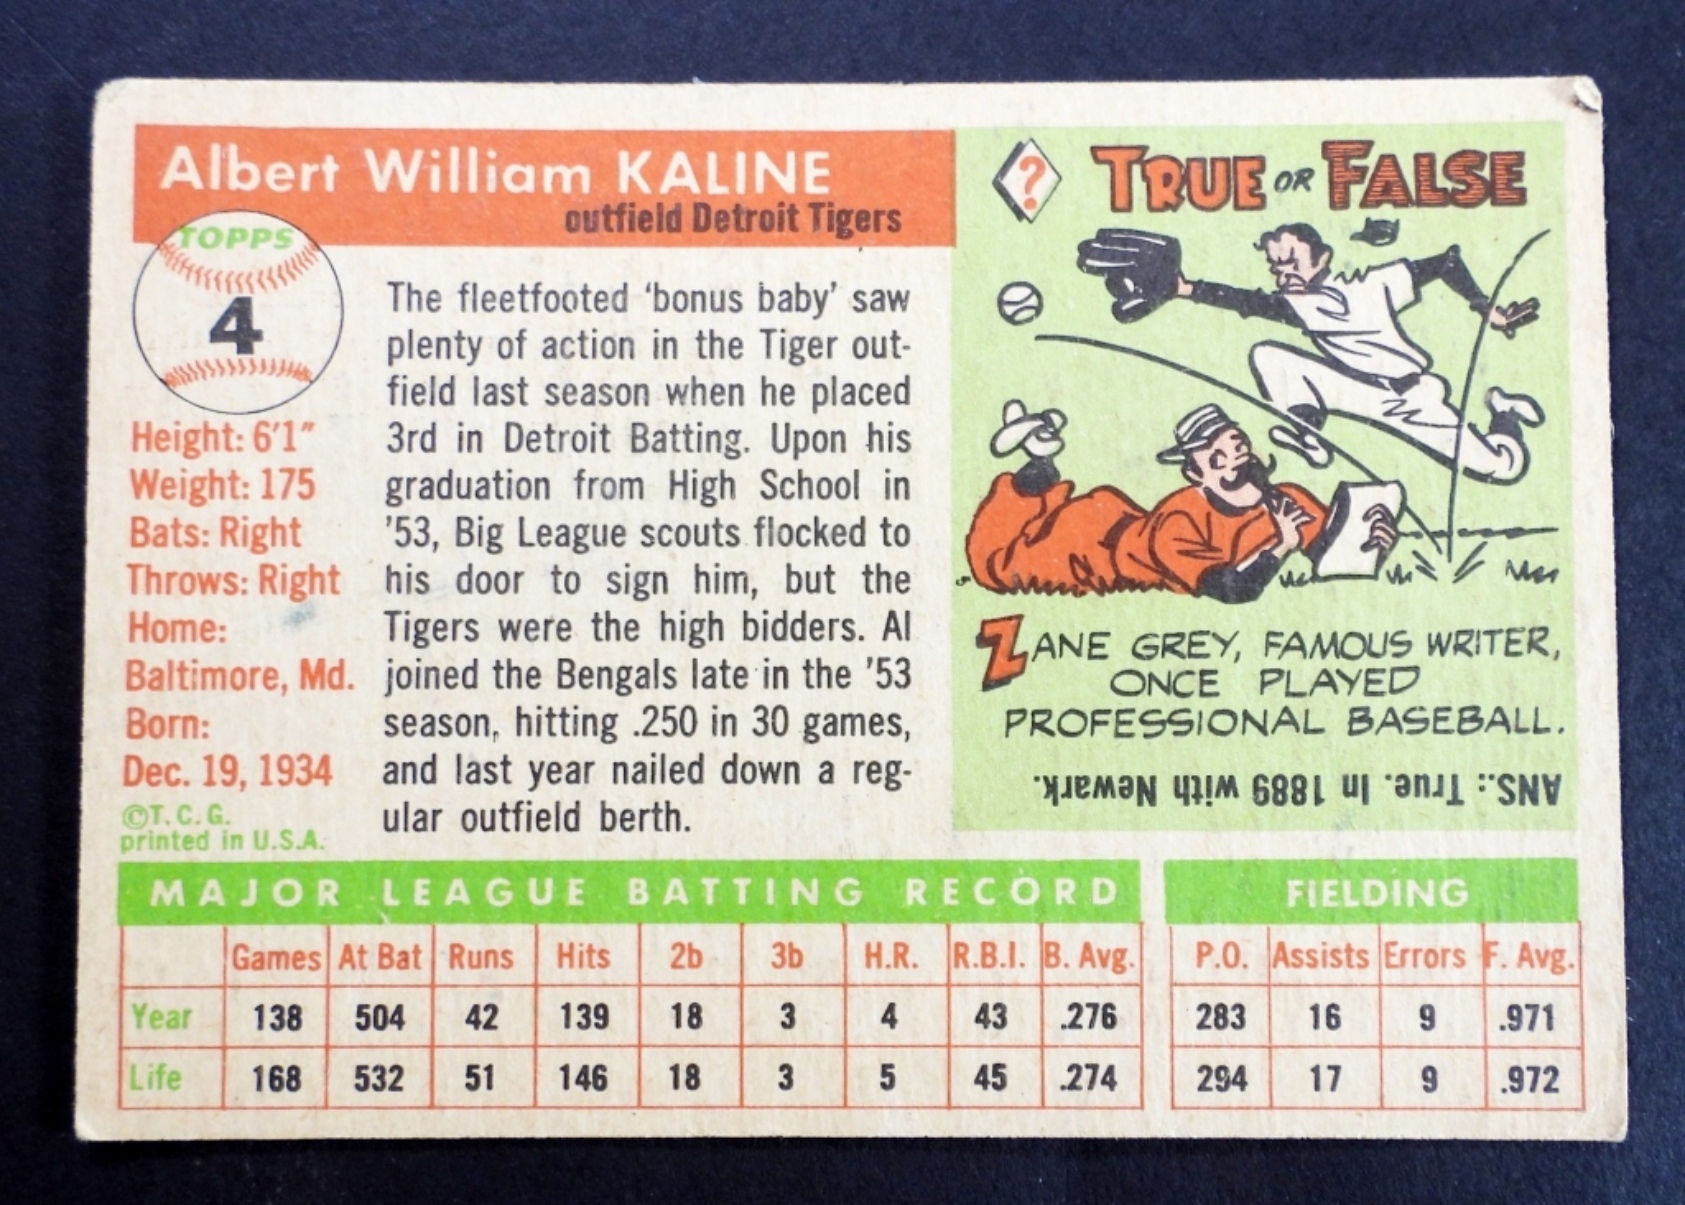 Albert William KALINE
outfield Detroit Tigers
TOPPS
4
Height: 6'1"
Weight: 175
Bats: Right
Throws: Right
Home:
Baltimore, Md.
Born:
Dec. 19, 1934
©T. C. G.
printed in U.S.A.
The fleetfooted 'bonus baby' saw
plenty of action in the Tiger out-
field last season when he placed
3rd in Detroit Batting. Upon his
graduation from High School in
'53, Big League scouts flocked to
his door to sign him, but the
Tigers were the high bidders. Al
joined the Bengals late in the '53
season, hitting .250 in 30 games,
and last year nailed down a reg-
ular outfield berth.
? TRUE OR FALSE
ZANE GREY, FAMOUS WRITER,
ONCE PLAYED
PROFESSIONAL BASEBALL.
ANS.: True. In 1889 with Newark.
MAJOR LEAGUE BATTING RECORD
Games At Bat Runs Hits 2b 3b H.R. R.B.I. B. Avg.
Year 138 504 42 139 18 3 4 43 .276
Life 168 532 51 146 18 3 5 45 .274
FIELDING
P.O. Assists Errors F. Avg.
283 16 9 .971
294 17 9 .972